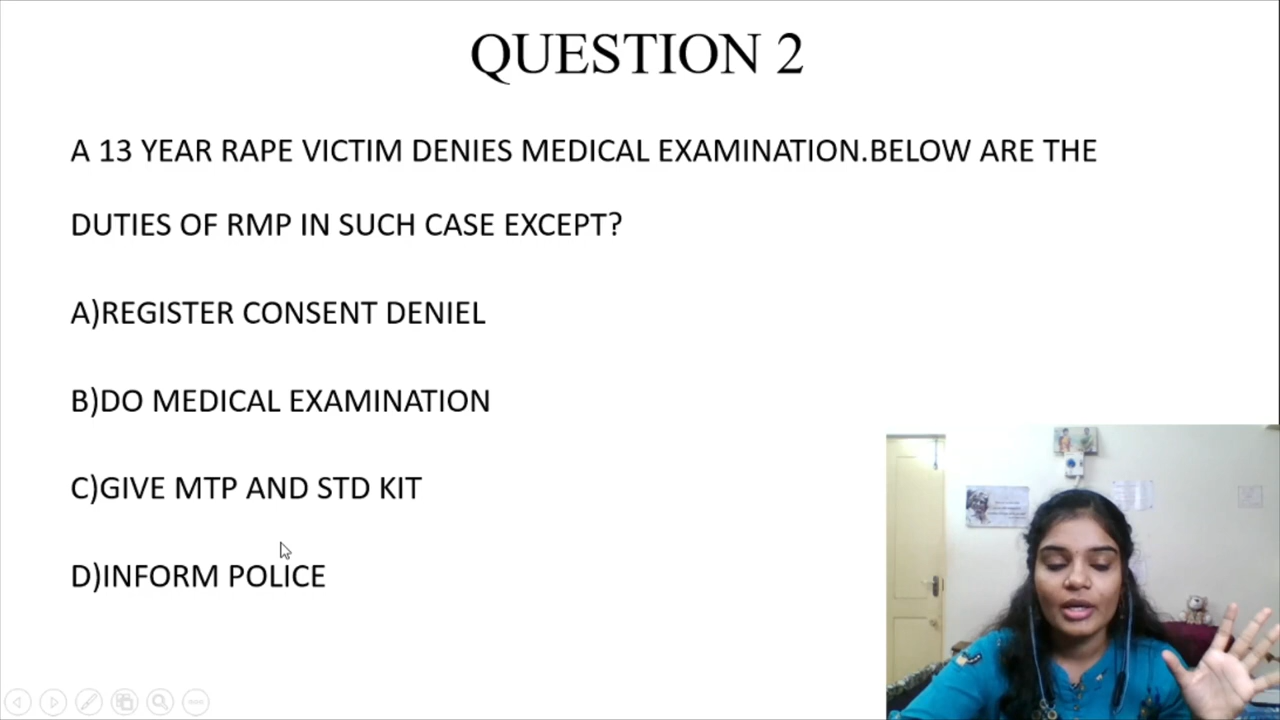 QUESTION 2
A 13 YEAR RAPE VICTIM DENIES MEDICAL EXAMINATION.BELOW ARE THE
DUTIES OF RMP IN SUCH CASE EXCEPT?
A)REGISTER CONSENT DENIEL
B)DO MEDICAL EXAMINATION
C)GIVE MTP AND STD KIT
D)INFORM POLICE